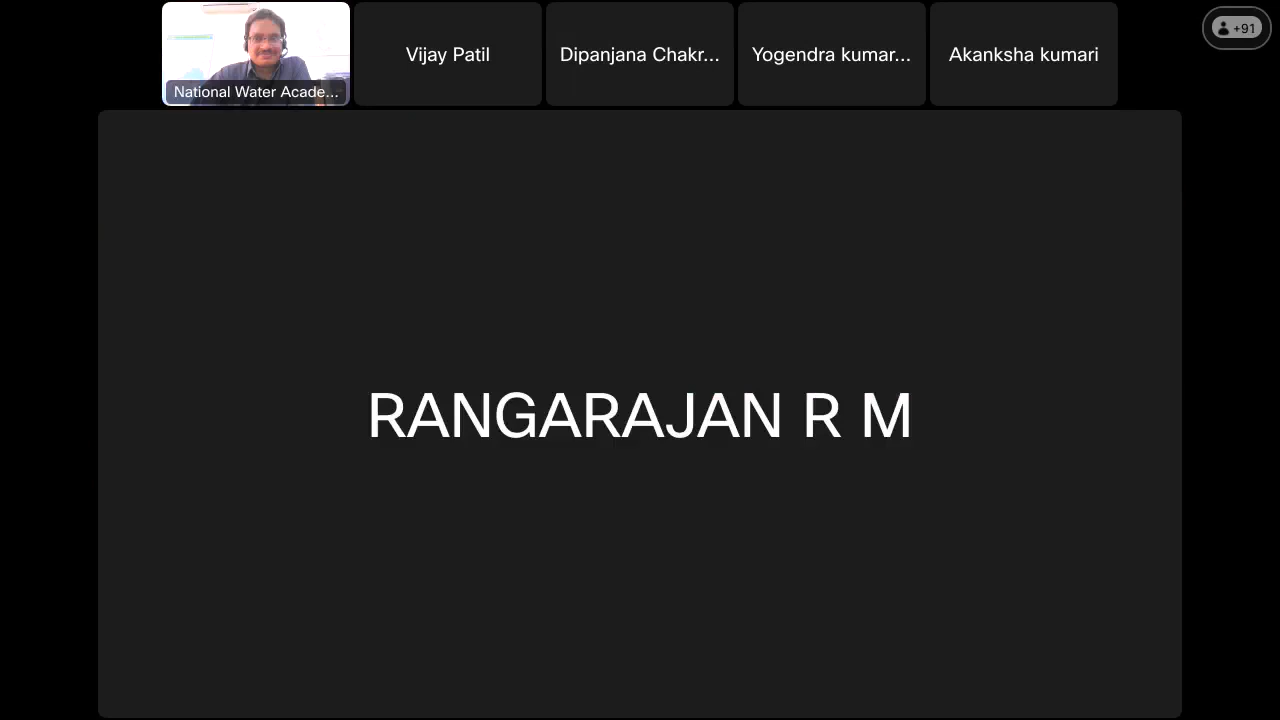 National Water Acade...
Vijay Patil
Dipanjana Chakr...
Yogendra kumar...
Akanksha kumari
+91
RANGARAJAN R M